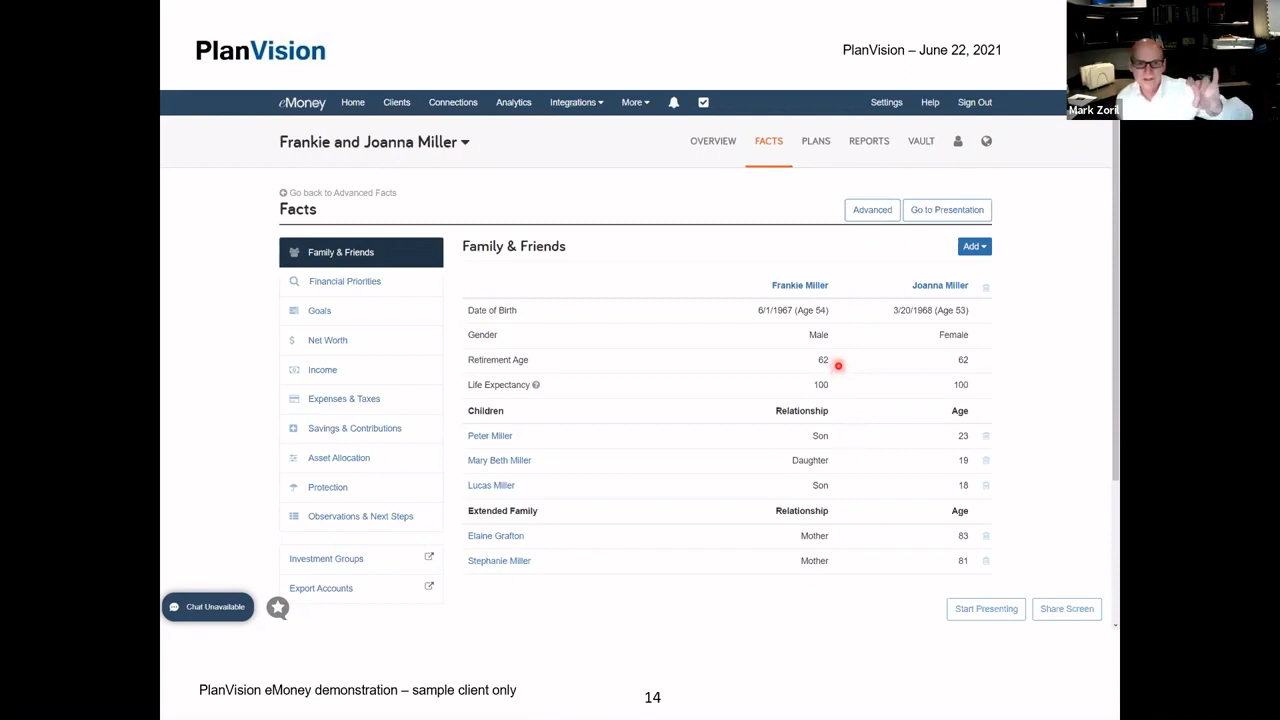 PlanVision
PlanVision – June 22, 2021
Mark Zoril
eMoney Home Clients Connections Analytics Integrations More Settings Help Sign Out
Frankie and Joanna Miller
OVERVIEW FACTS PLANS REPORTS VAULT
Go back to Advanced Facts
Facts
Advanced Go to Presentation
Family & Friends
Financial Priorities
Goals
Net Worth
Income
Expenses & Taxes
Savings & Contributions
Asset Allocation
Protection
Observations & Next Steps
Investment Groups
Export Accounts
Family & Friends Add
Frankie Miller Joanna Miller
Date of Birth 6/1/1967 (Age 54) 3/20/1968 (Age 53)
Gender Male Female
Retirement Age 62 62
Life Expectancy 100 100
Children Relationship Age
Peter Miller Son 23
Mary Beth Miller Daughter 19
Lucas Miller Son 18
Extended Family Relationship Age
Elaine Grafton Mother 83
Stephanie Miller Mother 81
Chat Unavailable
Start Presenting Share Screen
PlanVision eMoney demonstration – sample client only
14